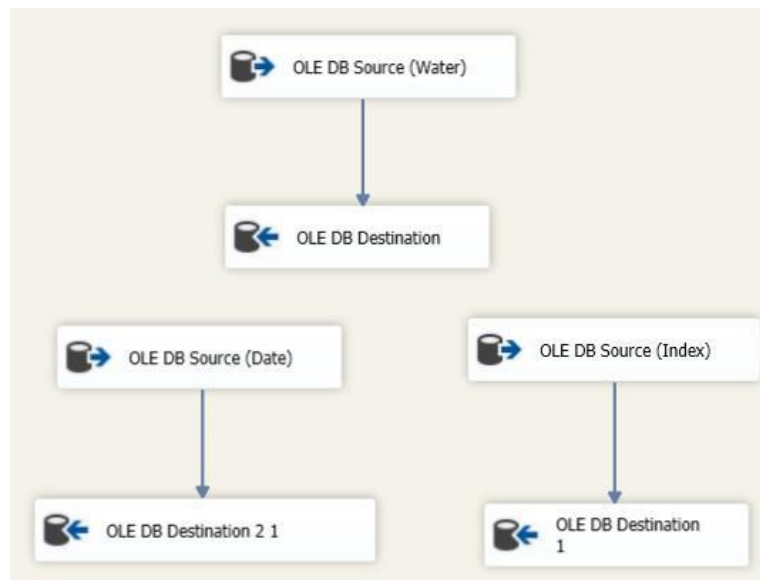 OLE DB Source (Water)
OLE DB Destination
OLE DB Source (Date)
OLE DB Source (Index)
OLE DB Destination 2 1
OLE DB Destination
1